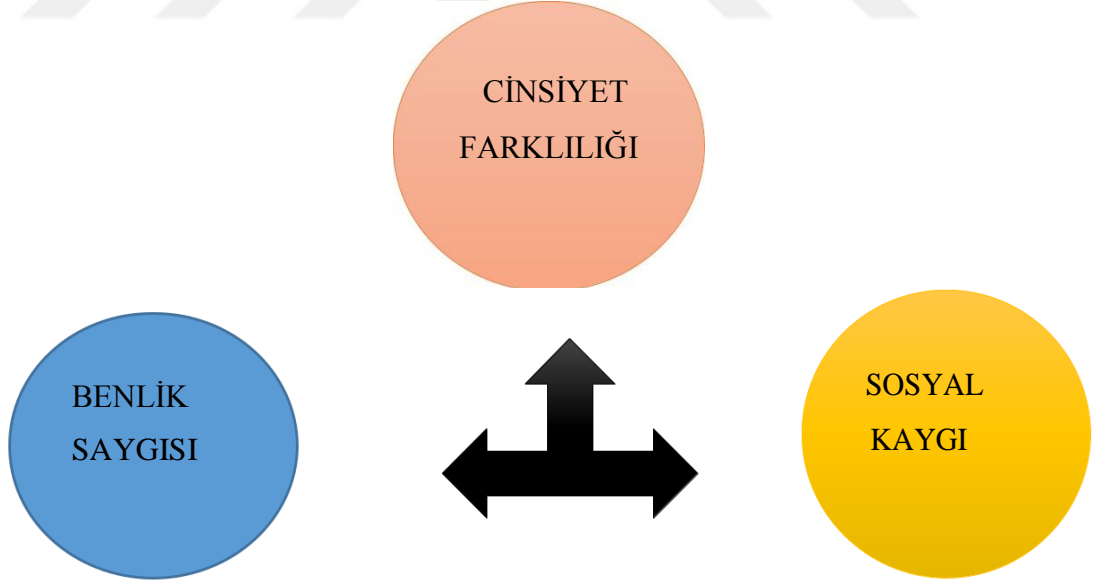 CİNSİYET
FARKLILIĞI
BENLİK
SAYGISI
SOSYAL
KAYGI